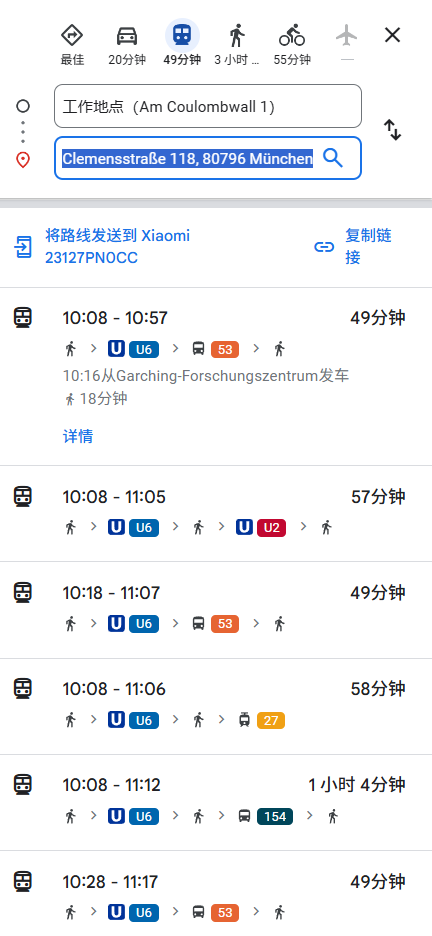 最佳 20分钟 49分钟 3 小时 ... 55分钟 —
工作地点（Am Coulombwall 1）
Clemensstraße 118, 80796 München
将路线发送到 Xiaomi 23127PN0CC
复制链接
10:08 - 10:57 49分钟
U U6 53
10:16从Garching-Forschungszentrum发车
18分钟
详情
10:08 - 11:05 57分钟
U U6 U U2
10:18 - 11:07 49分钟
U U6 53
10:08 - 11:06 58分钟
U U6 27
10:08 - 11:12 1 小时 4分钟
U U6 154
10:28 - 11:17 49分钟
U U6 53